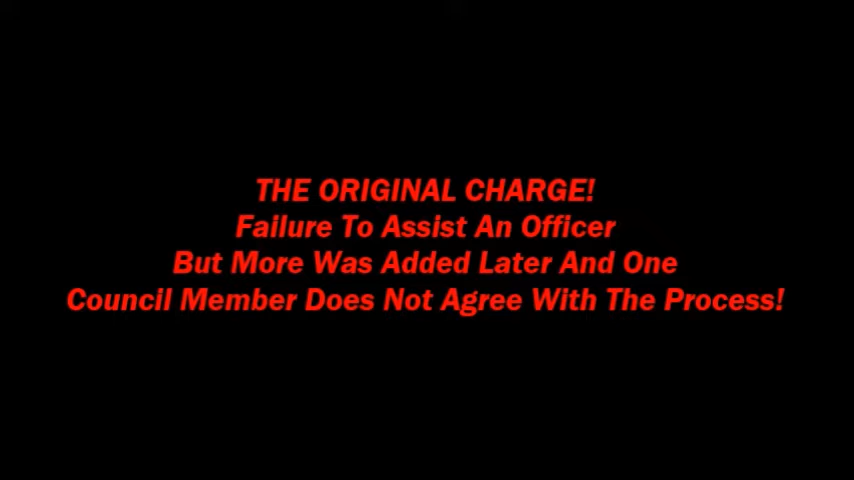 THE ORIGINAL CHARGE!
Failure To Assist An Officer
But More Was Added Later And One
Council Member Does Not Agree With The Process!